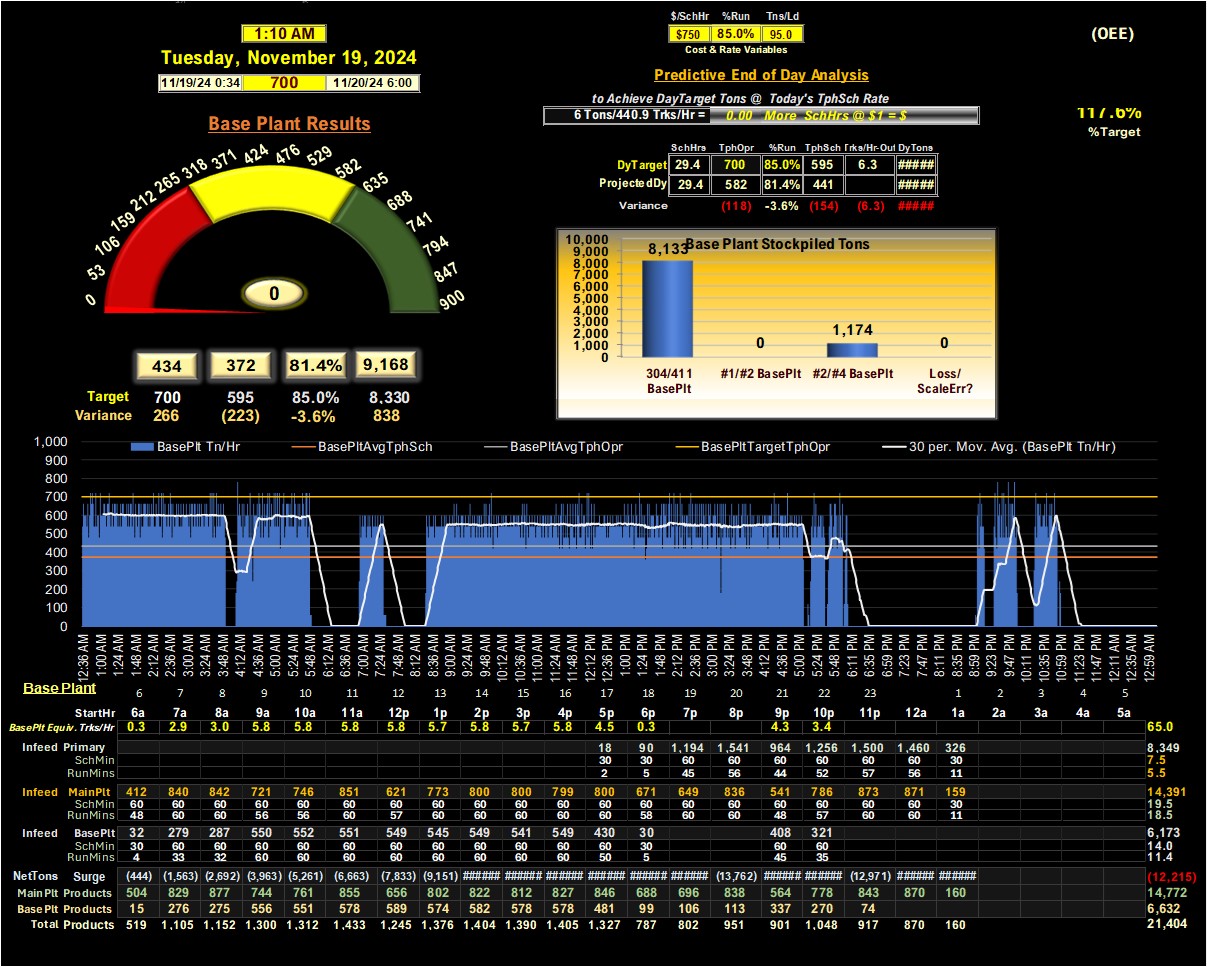 $/SchHr %Run Tns/Ld
1:10 AM
$750 85.0% 95.0
(OEE)
Cost & Rate Variables
Tuesday, November 19, 2024
Predictive End of Day Analysis
11/19/24 0:34 700 11/20/24 6:00
to Achieve DayTarget Tons @ Today's TphSch Rate
6 Tons/440.9 Trks/Hr = 0.00 More SchHrs @ $1 = $
117.6%
%Target
Base Plant Results
SchHrs TphOpr %Run TphSch Trks/Hr-Out DyTons
DyTarget 29.4 700 85.0% 595 6.3 #####
ProjectedDy 29.4 582 81.4% 441 #####
Variance (118) -3.6% (154) (6.3) #####
0 53 106 159 212 265 318 371 424 476 529 582 635 688 741 794 847 900
0
Base Plant Stockpiled Tons
10,000
9,000
8,000
7,000
6,000
5,000
4,000
3,000
2,000
1,000
0
8,133 0 1,174 0
304/411 BasePlt
#1/#2 BasePlt
#2/#4 BasePlt
Loss/ ScaleErr?
434 372 81.4% 9,168
Target 700 595 85.0% 8,330
Variance 266 (223) -3.6% 838
BasePlt Tn/Hr BasePltAvgTphSch BasePltAvgTphOpr BasePltTargetTphOpr 30 per. Mov. Avg. (BasePlt Tn/Hr)
1,000
900
800
700
600
500
400
300
200
100
0
12:36 AM 1:00 AM 1:24 AM 1:48 AM 2:12 AM 2:36 AM 3:00 AM 3:24 AM 3:48 AM 4:12 AM 4:36 AM 5:00 AM 5:24 AM 5:48 AM 6:12 AM 6:36 AM 7:00 AM 7:24 AM 7:48 AM 8:12 AM 8:36 AM 9:00 AM 9:24 AM 9:48 AM 10:12 AM 10:36 AM 11:00 AM 11:24 AM 11:48 AM 12:12 PM 12:36 PM 1:00 PM 1:24 PM 1:48 PM 2:12 PM 2:36 PM 3:00 PM 3:24 PM 3:48 PM 4:12 PM 4:36 PM 5:00 PM 5:24 PM 5:48 PM 6:11 PM 6:35 PM 6:59 PM 7:23 PM 7:47 PM 8:11 PM 8:35 PM 8:59 PM 9:23 PM 9:47 PM 10:11 PM 10:35 PM 10:59 PM 11:23 PM 11:47 PM 12:11 AM 12:35 AM 12:59 AM
Base Plant 6 7 8 9 10 11 12 13 14 15 16 17 18 19 20 21 22 23 1 2 3 4 5
StartHr 6a 7a 8a 9a 10a 11a 12p 1p 2p 3p 4p 5p 6p 7p 8p 9p 10p 11p 12a 1a 2a 3a 4a 5a
BasePlt Equiv. Trks/Hr 0.3 2.9 3.0 5.8 5.8 5.8 5.8 5.7 5.8 5.7 5.8 4.5 0.3 4.3 3.4 65.0
Infeed Primary 18 90 1,194 1,541 964 1,256 1,500 1,460 326 8,349
SchMin 30 30 60 60 60 60 60 60 30 7.5
RunMins 2 5 45 56 44 52 57 56 11 5.5
Infeed MainPlt 412 840 842 721 746 851 621 773 800 800 799 800 671 649 836 541 786 873 871 159 14,391
SchMin 60 60 60 60 60 60 60 60 60 60 60 60 60 60 60 60 60 60 60 30 19.5
RunMins 48 60 60 56 56 60 57 60 60 60 60 60 58 60 60 48 57 60 60 11 18.5
Infeed BasePlt 32 279 287 550 552 551 549 545 549 541 549 430 30 408 321 6,173
SchMin 30 60 60 60 60 60 60 60 60 60 60 60 30 60 60 14.0
RunMins 4 33 32 60 60 60 60 60 60 60 60 50 5 45 35 11.4
NetTons Surge (444) (1,563) (2,692) (3,963) (5,261) (6,663) (7,833) (9,151) ###### ###### ###### ###### ###### ###### (13,762) ###### ###### (12,971) ###### ###### (12,215)
MainPlt Products 504 829 877 744 761 855 656 802 822 812 827 846 688 696 838 564 778 843 870 160 14,772
BasePlt Products 15 276 275 556 551 578 589 574 582 578 578 481 99 106 113 337 270 74 6,632
Total Products 519 1,105 1,152 1,300 1,312 1,433 1,245 1,376 1,404 1,390 1,405 1,327 787 802 951 901 1,048 917 870 160 21,404